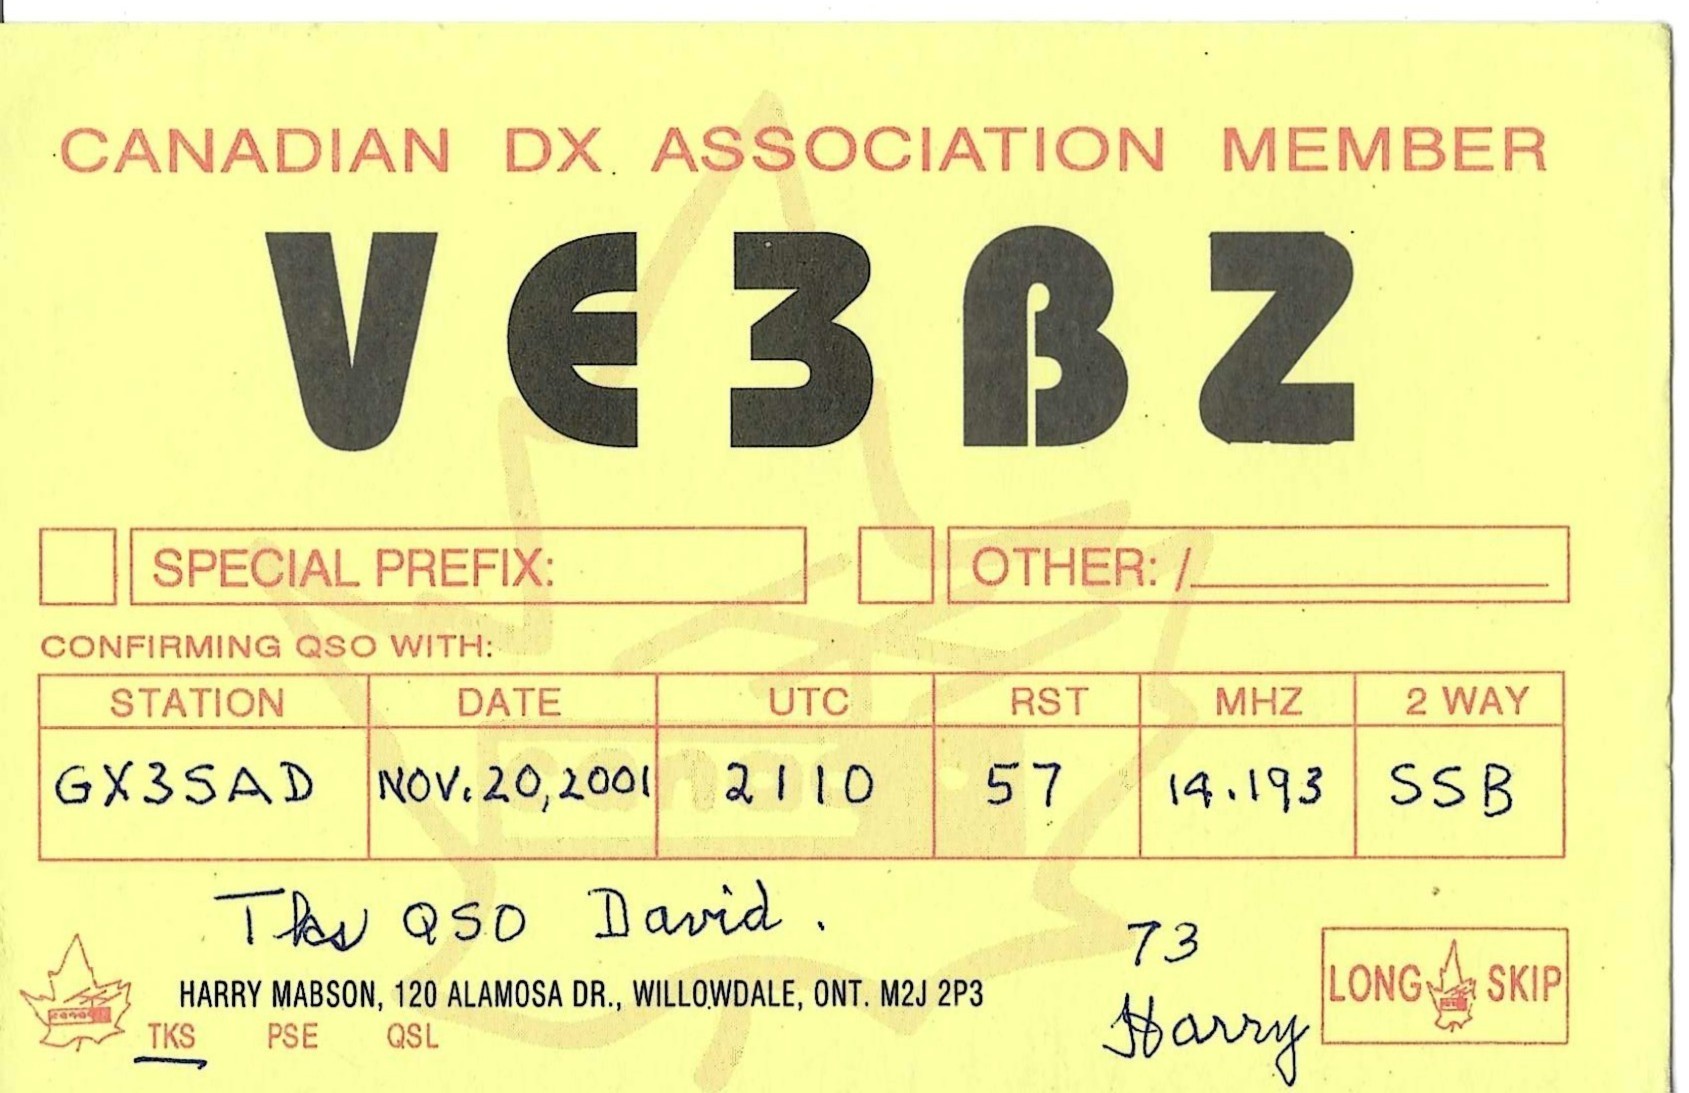 CANADIAN DX ASSOCIATION MEMBER
VE3BZ
SPECIAL PREFIX: OTHER: /
CONFIRMING QSO WITH:
STATION DATE UTC RST MHZ 2 WAY
GX3SAD NOV. 20, 2001 2110 57 14.193 SSB
Tks QSO David.
73
HARRY MABSON, 120 ALAMOSA DR., WILLOWDALE, ONT. M2J 2P3
LONG SKIP
TKS PSE QSL
Harry